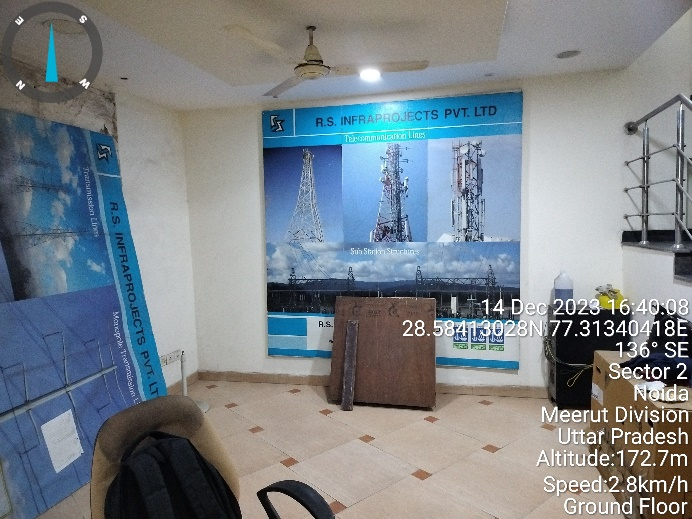 R.S. INFRAPROJECTS PVT. LTD
Telecommunication Lines
Sub Station Structures
R.S.
Transmission Lines
R.S. INFRAPROJECTS PVT. LT
Monopole Transmission
14 Dec 2023 16:40:08
28.58413028N,77.31340418E
136° SE
Sector 2
Noida
Meerut Division
Uttar Pradesh
Altitude:172.7m
Speed:2.8km/h
Ground Floor
N
E
S
W